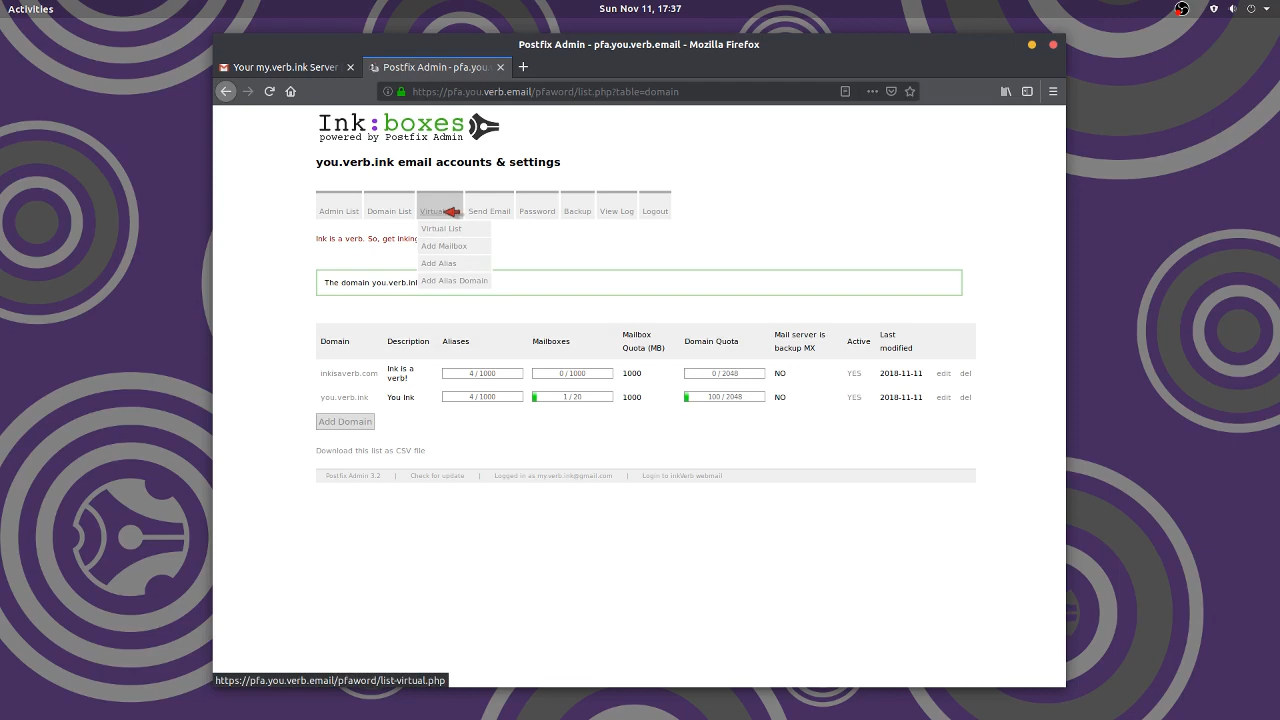 Activities
Sun Nov 11, 17:37
Postfix Admin - pfa.you.verb.email - Mozilla Firefox
Your my.verb.ink Server
Postfix Admin - pfa.you.
https://pfa.you.verb.email/pfaword/list.php?table=domain
Ink:boxes
powered by Postfix Admin
you.verb.ink email accounts & settings
Admin List
Domain List
Virtual
Send Email
Password
Backup
View Log
Logout
Virtual List
Add Mailbox
Add Alias
Add Alias Domain
Ink is a verb. So, get Inking
The domain you.verb.ink
Domain Description Aliases Mailboxes Mailbox Quota (MB) Domain Quota Mail server is backup MX Active Last modified
inkisaverb.com Ink is a verb! 4 / 1000 0 / 1000 1000 0 / 2048 NO YES 2018-11-11 edit del
you.verb.ink You Ink 4 / 1000 1 / 20 1000 100 / 2048 NO YES 2018-11-11 edit del
Add Domain
Download this list as CSV file
Postfix Admin 3.2 | Check for update | Logged in as my.verb.ink@gmail.com | Login to inkVerb webmail
https://pfa.you.verb.email/pfaword/list-virtual.php